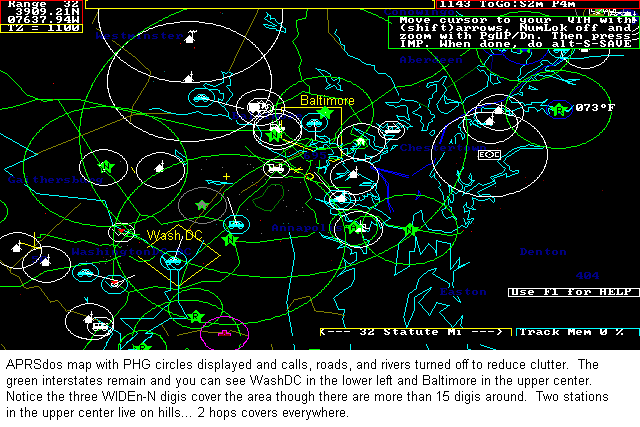 Range 32
3909.21N
07637.94W
TZ = 1100
1143 ToGo:S2m P4m
Move cursor to your QTH with
(shift)arrows, NumLok off and
zoom with PgUP/Dn. Then press
IMP. When done, do alt-S-SAVE
Westminster
Aberdeen
Baltimore
073°F
Chestertown
Gaithersbu
Annapolis
Wash DC
Washington
Denton
404
Easton
Use F1 for HELP
<--- 32 Statute Mi --->
Track Mem 0 %
APRSdos map with PHG circles displayed and calls, roads, and rivers turned off to reduce clutter. The
green interstates remain and you can see WashDC in the lower left and Baltimore in the upper center.
Notice the three WIDEn-N digis cover the area though there are more than 15 digis around. Two stations
in the upper center live on hills... 2 hops covers everywhere.